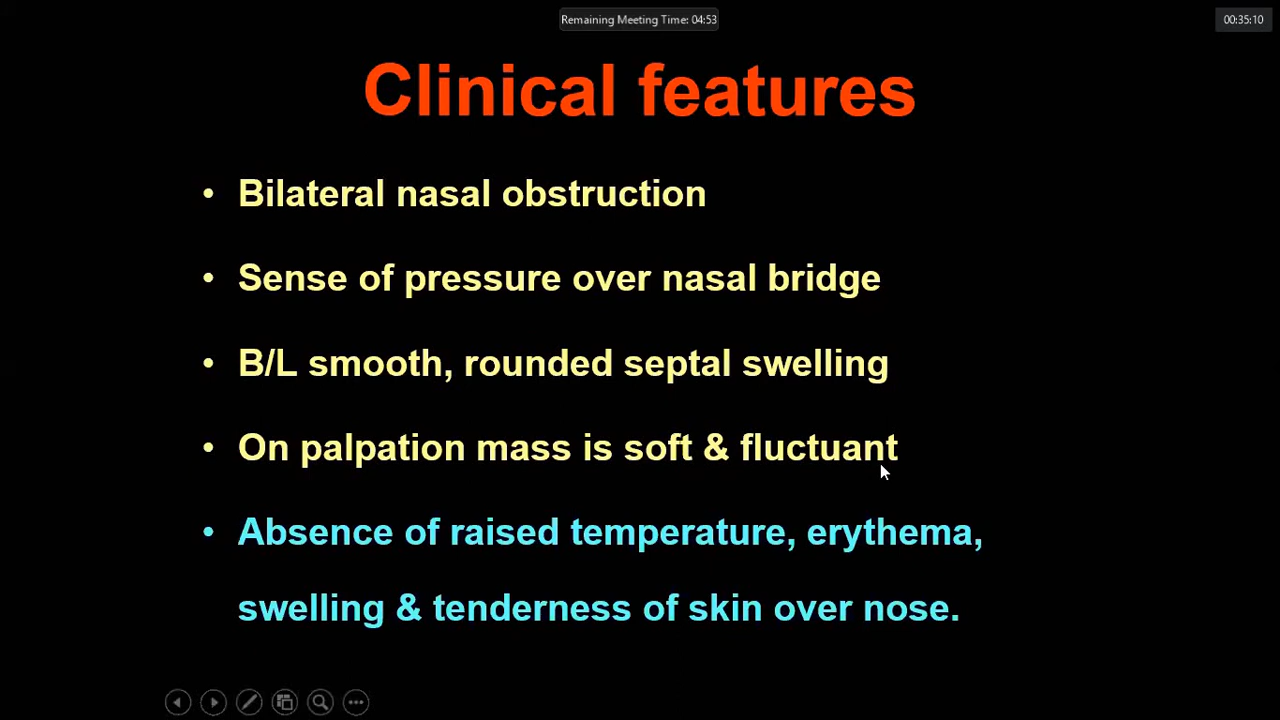 Remaining Meeting Time: 04:53
00:35:10
Clinical features
• Bilateral nasal obstruction
• Sense of pressure over nasal bridge
• B/L smooth, rounded septal swelling
• On palpation mass is soft & fluctuant
• Absence of raised temperature, erythema,
swelling & tenderness of skin over nose.